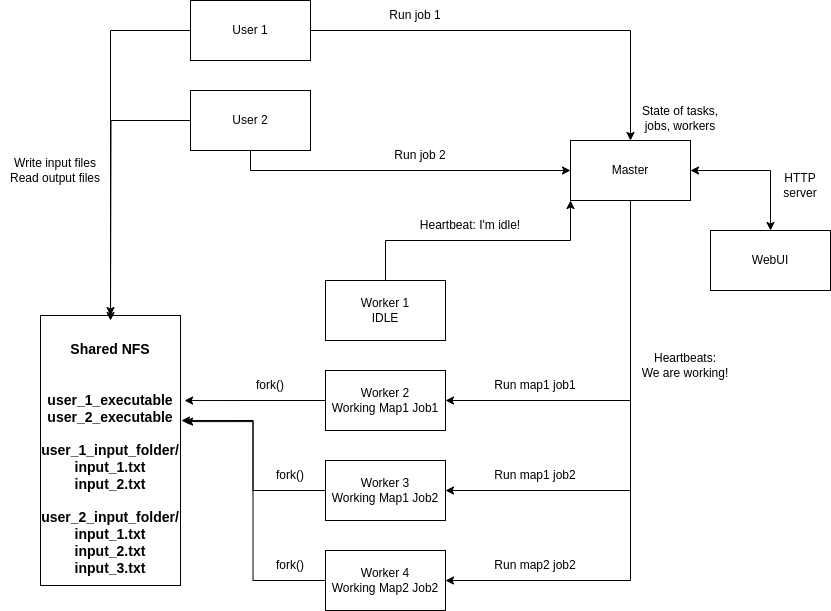 User 1
Run job 1
User 2
Run job 2
State of tasks,
jobs, workers
Master
HTTP
server
WebUI
Write input files
Read output files
Heartbeat: I'm idle!
Worker 1
IDLE
Heartbeats:
We are working!
Shared NFS
user_1_executable
user_2_executable
user_1_input_folder/
input_1.txt
input_2.txt
user_2_input_folder/
input_1.txt
input_2.txt
input_3.txt
fork()
Worker 2
Working Map1 Job1
Run map1 job1
fork()
Worker 3
Working Map1 Job2
Run map1 job2
fork()
Worker 4
Working Map2 Job2
Run map2 job2